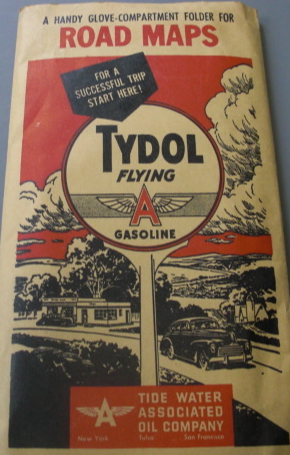 A HANDY GLOVE-COMPARTMENT FOLDER FOR
ROAD MAPS
FOR A
SUCCESSFUL TRIP
START HERE!
TYDOL
FLYING
A
GASOLINE
A
TIDE WATER
ASSOCIATED
OIL COMPANY
New York Tulsa San Francisco